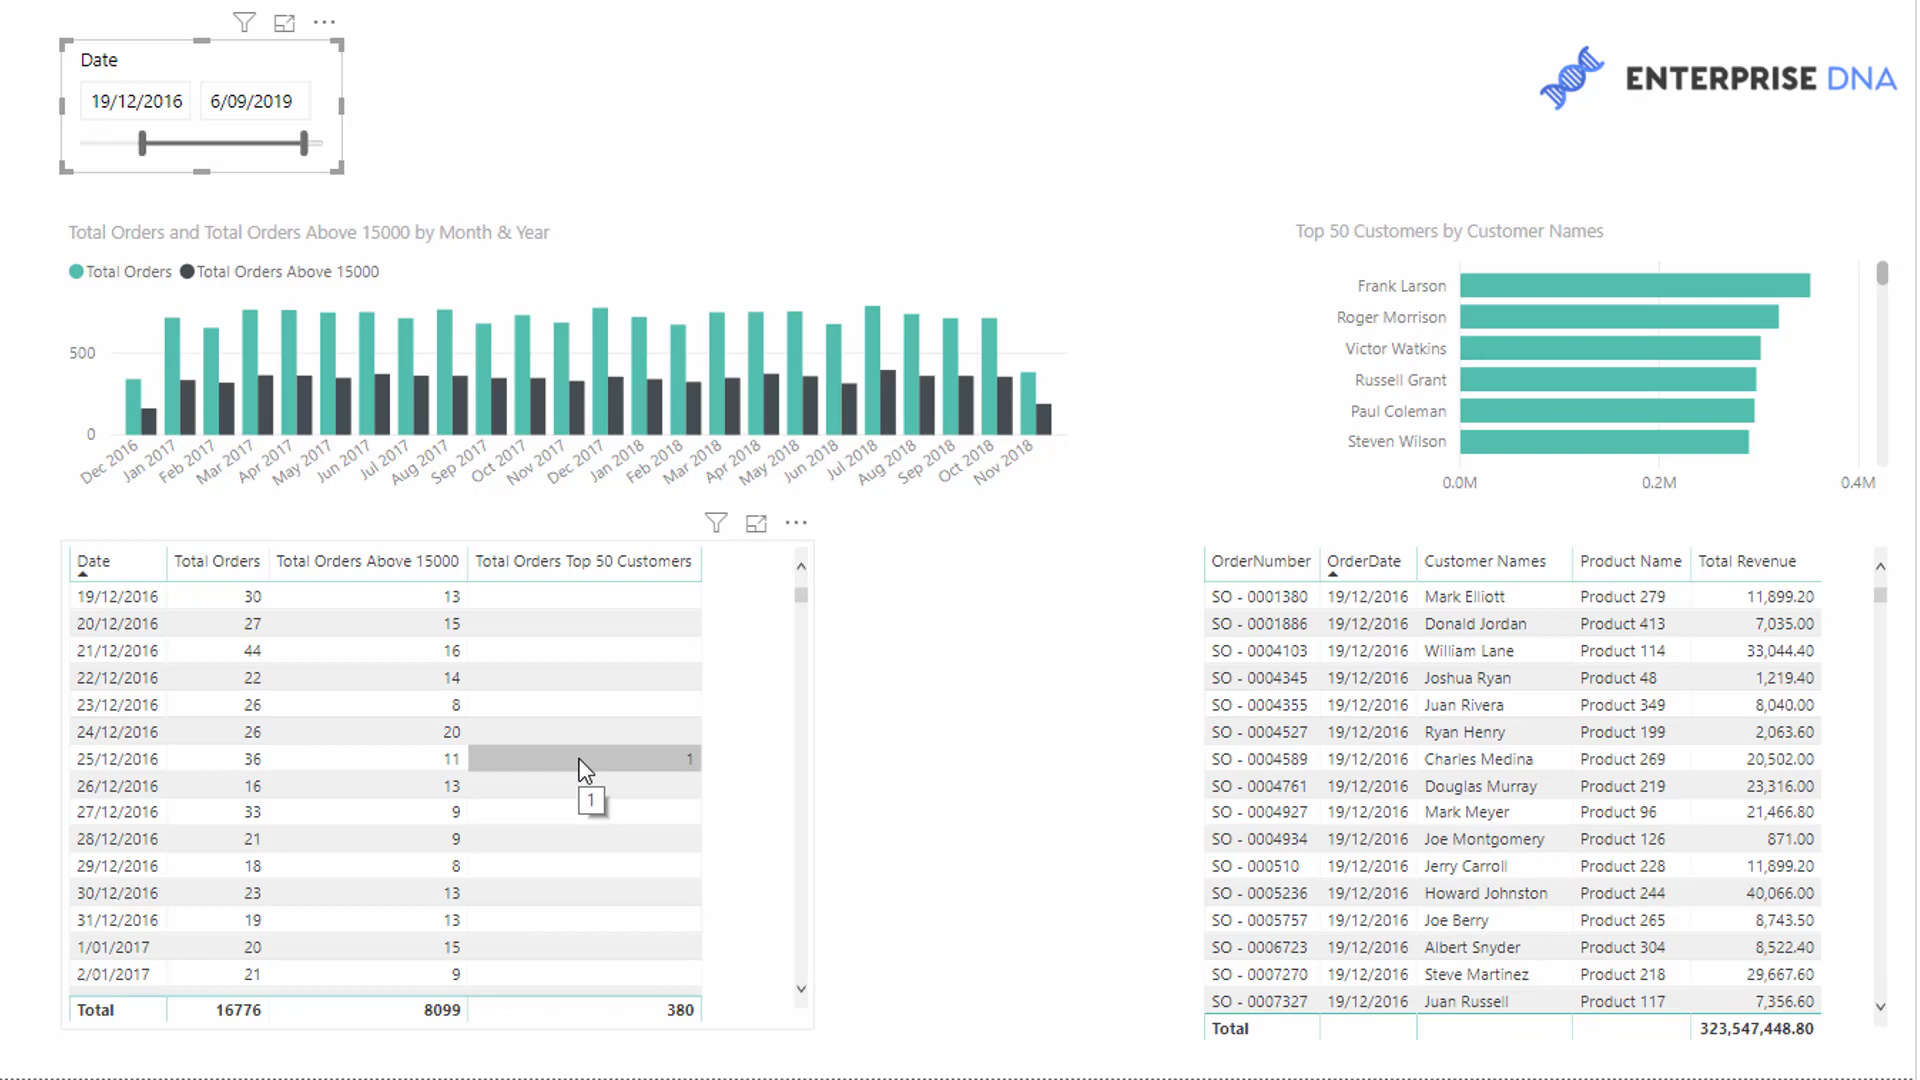 Date
19/12/2016 6/09/2019
ENTERPRISE DNA
Total Orders and Total Orders Above 15000 by Month & Year
Total Orders Total Orders Above 15000
500
0
Dec 2016 Jan 2017 Feb 2017 Mar 2017 Apr 2017 May 2017 Jun 2017 Jul 2017 Aug 2017 Sep 2017 Oct 2017 Nov 2017 Dec 2017 Jan 2018 Feb 2018 Mar 2018 Apr 2018 May 2018 Jun 2018 Jul 2018 Aug 2018 Sep 2018 Oct 2018 Nov 2018
Top 50 Customers by Customer Names
Frank Larson
Roger Morrison
Victor Watkins
Russell Grant
Paul Coleman
Steven Wilson
0.0M 0.2M 0.4M
Date Total Orders Total Orders Above 15000 Total Orders Top 50 Customers
19/12/2016 30 13
20/12/2016 27 15
21/12/2016 44 16
22/12/2016 22 14
23/12/2016 26 8
24/12/2016 26 20
25/12/2016 36 11 1
1
26/12/2016 16 13
27/12/2016 33 9
28/12/2016 21 9
29/12/2016 18 8
30/12/2016 23 13
31/12/2016 19 13
1/01/2017 20 15
2/01/2017 21 9
Total 16776 8099 380
OrderNumber OrderDate Customer Names Product Name Total Revenue
SO - 0001380 19/12/2016 Mark Elliott Product 279 11,899.20
SO - 0001886 19/12/2016 Donald Jordan Product 413 7,035.00
SO - 0004103 19/12/2016 William Lane Product 114 33,044.40
SO - 0004345 19/12/2016 Joshua Ryan Product 48 1,219.40
SO - 0004355 19/12/2016 Juan Rivera Product 349 8,040.00
SO - 0004527 19/12/2016 Ryan Henry Product 199 2,063.60
SO - 0004589 19/12/2016 Charles Medina Product 269 20,502.00
SO - 0004761 19/12/2016 Douglas Murray Product 219 23,316.00
SO - 0004927 19/12/2016 Mark Meyer Product 96 21,466.80
SO - 0004934 19/12/2016 Joe Montgomery Product 126 871.00
SO - 000510 19/12/2016 Jerry Carroll Product 228 11,899.20
SO - 0005236 19/12/2016 Howard Johnston Product 244 40,066.00
SO - 0005757 19/12/2016 Joe Berry Product 265 8,743.50
SO - 0006723 19/12/2016 Albert Snyder Product 304 8,522.40
SO - 0007270 19/12/2016 Steve Martinez Product 218 29,667.60
SO - 0007327 19/12/2016 Juan Russell Product 117 7,356.60
Total 323,547,448.80